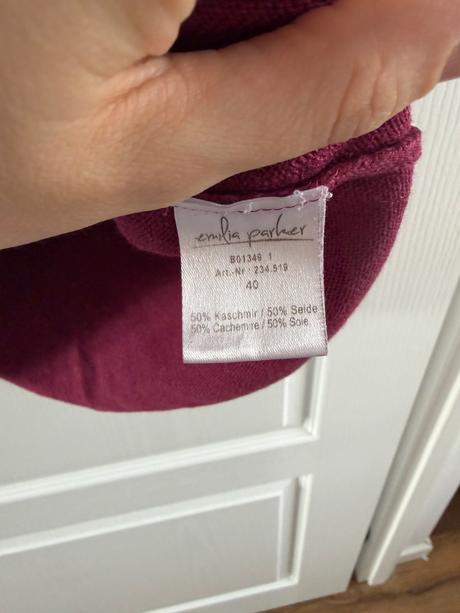 emilia parker
B01349 1
Art.-Nr : 234.519
40
50% Kaschmir / 50% Seide
50% Cachemire / 50% Soie